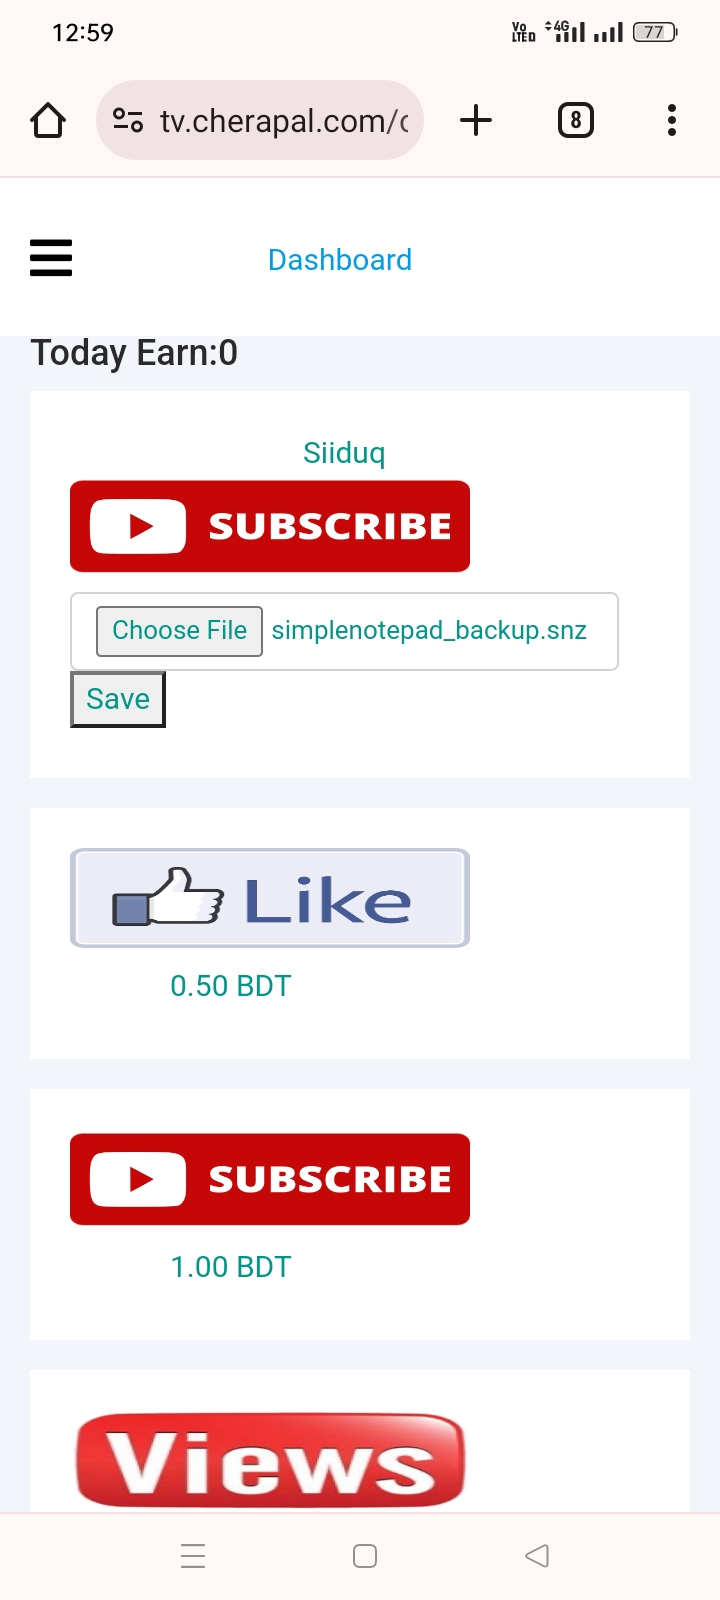 12:59
Vo LTED 4G 77
tv.cherapal.com/c
8
Dashboard
Today Earn:0
Siiduq
SUBSCRIBE
Choose File simplenotepad_backup.snz
Save
Like
0.50 BDT
SUBSCRIBE
1.00 BDT
Views